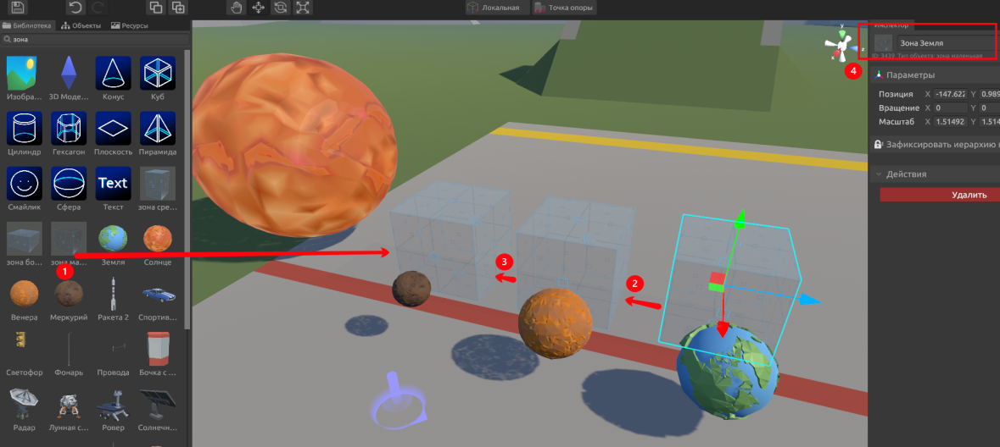 Локальная
Точка опоры
Библиотека
Объекты
Ресурсы
зона
Изобра...
3D Моде...
Конус
Куб
Цилиндр
Гексагон
Плоскость
Пирамида
Text
Смайлик
Сфера
Текст
зона сре...
зона бо...
зона ма...
Земля
Солнце
1
Венера
Меркурий
Ракета 2
Спортив...
Светофор
Фонарь
Провода
Бочка с ...
Радар
Лунная с...
Ровер
Солнечн...
3
2
y
x
z
4
Инспектор
Зона Земля
ID: 3439 Тип объекта: зона маленькая
Параметры
Позиция X -147.622 Y 0.989
Вращение X 0 Y 0
Масштаб X 1.51492 Y 1.514
Зафиксировать иерархию
Действия
Удалить